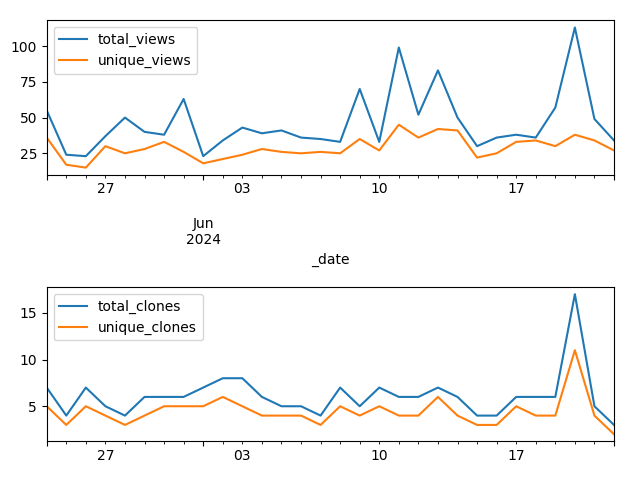 total_views
unique_views
100
75
50
25
27
03
10
17
Jun
2024
_date
total_clones
unique_clones
15
10
5
27
03
10
17